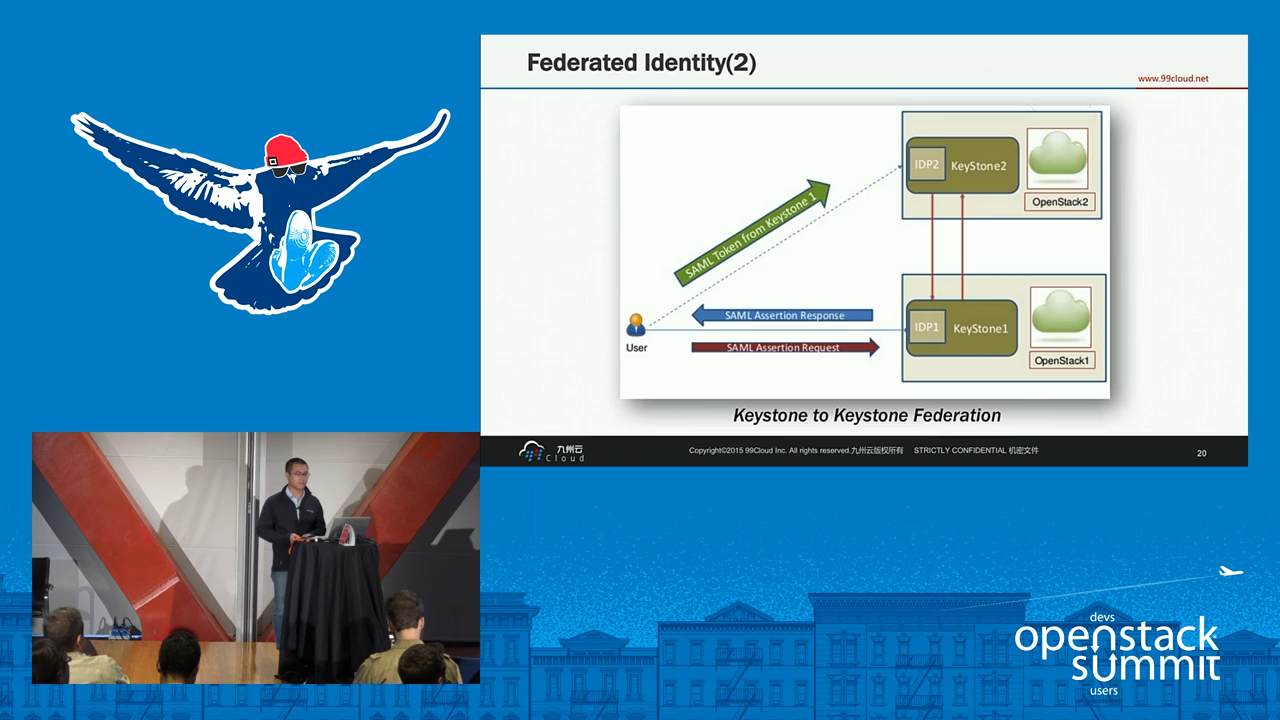 Federated Identity(2)
www.99cloud.net
IDP2
KeyStone2
OpenStack2
SAML Token from Keystone 1
SAML Assertion Response
User
SAML Assertion Request
IDP1
KeyStone1
OpenStack1
Keystone to Keystone Federation
九州云
Cloud
Copyright©2015 99Cloud Inc. All rights reserved.九州云版权所有 STRICTLY CONFIDENTIAL 机密文件
20
devs
openstack
summit
users